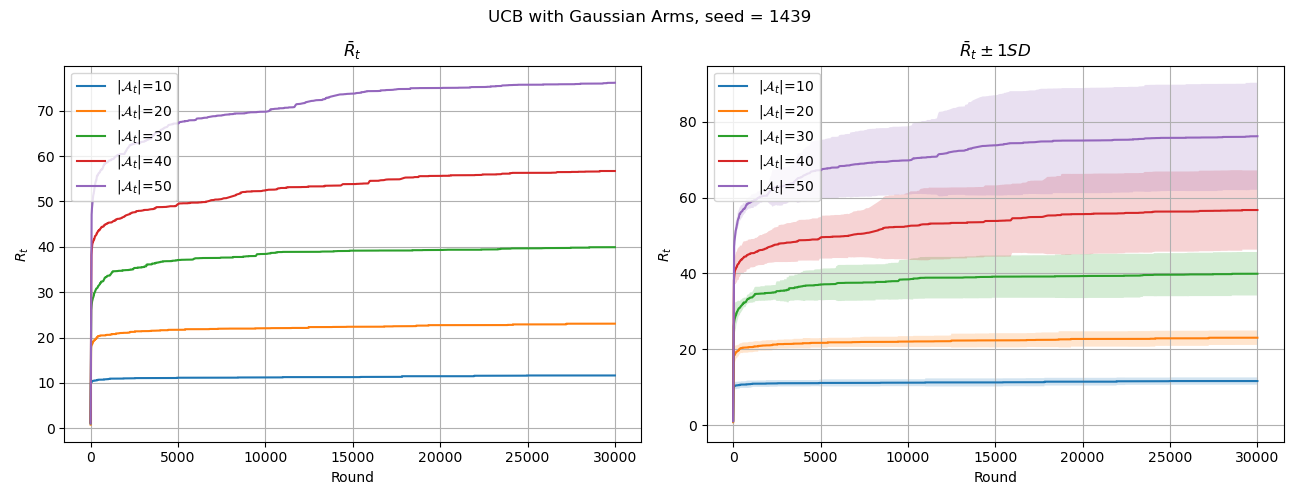 UCB with Gaussian Arms, seed = 1439
R̄ₜ
|𝒜ₜ|=10
|𝒜ₜ|=20
|𝒜ₜ|=30
|𝒜ₜ|=40
|𝒜ₜ|=50
Rₜ
70
60
50
40
30
20
10
0
0 5000 10000 15000 20000 25000 30000
Round
R̄ₜ ± 1SD
|𝒜ₜ|=10
|𝒜ₜ|=20
|𝒜ₜ|=30
|𝒜ₜ|=40
|𝒜ₜ|=50
Rₜ
80
60
40
20
0
0 5000 10000 15000 20000 25000 30000
Round